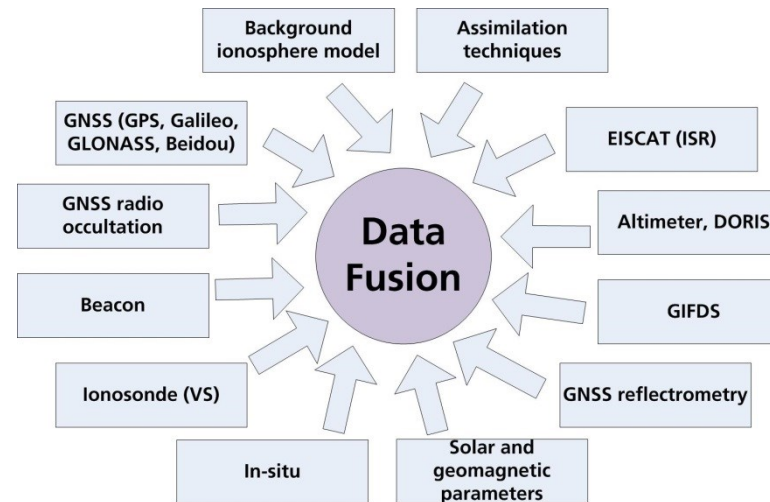 Background
ionosphere model
Assimilation
techniques
GNSS (GPS, Galileo,
GLONASS, Beidou)
EISCAT (ISR)
GNSS radio
occultation
Altimeter, DORIS
Data
Fusion
Beacon
GIFDS
Ionosonde (VS)
GNSS reflectrometry
In-situ
Solar and
geomagnetic
parameters